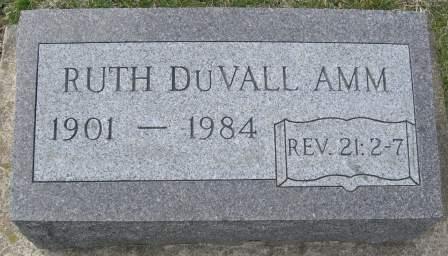 RUTH DUVALL AMM
1901 — 1984
REV. 21:2-7